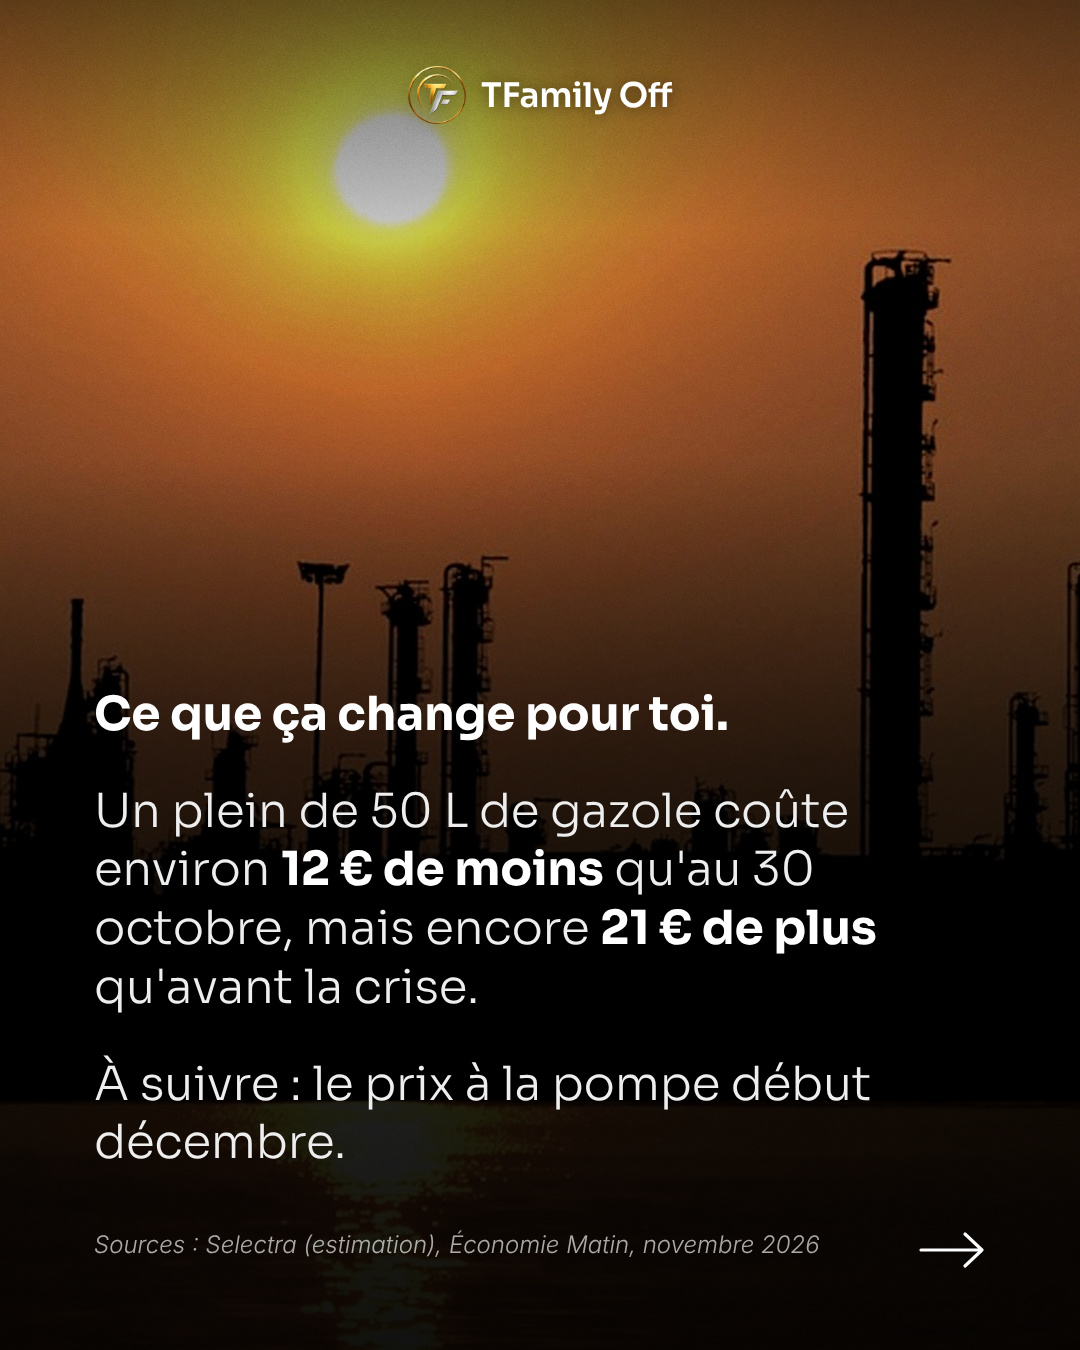 TF TFamily Off
Ce que ça change pour toi.
Un plein de 50 L de gazole coûte
environ 12 € de moins qu'au 30
octobre, mais encore 21 € de plus
qu'avant la crise.
À suivre : le prix à la pompe début
décembre.
Sources : Selectra (estimation), Économie Matin, novembre 2026